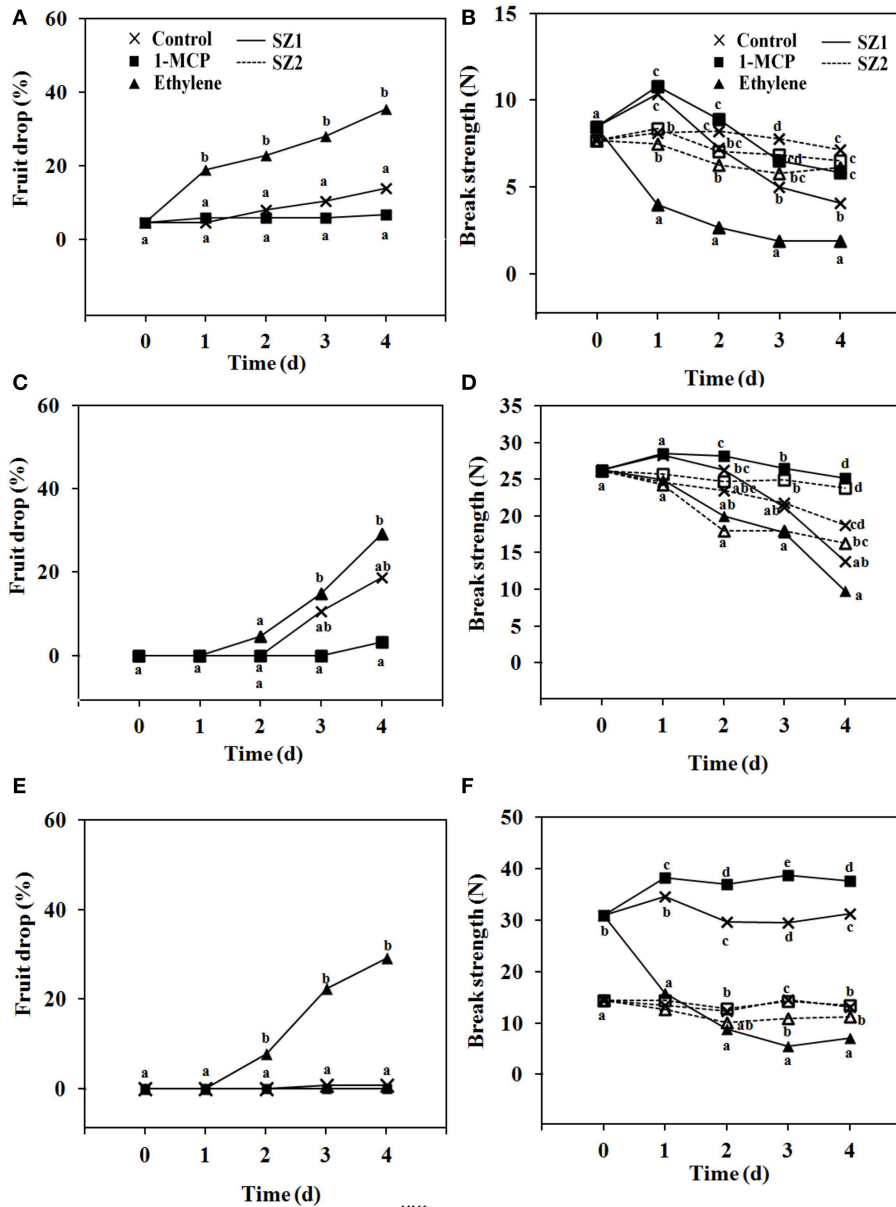 A
60
40
20
0
Fruit drop (%)
× Control — SZ1
■ 1-MCP ----- SZ2
▲ Ethylene
b
b
b
b
a
a
a
a
a
a
a
a
a
0 1 2 3 4
Time (d)
B
15
10
5
0
Break strength (N)
× Control — SZ1
■ 1-MCP ----- SZ2
▲ Ethylene
a
c
c
b
b
a
c
c
bc
b
a
d
cd
bc
b
a
c
c
c
b
a
0 1 2 3 4
Time (d)
C
60
40
20
0
Fruit drop (%)
b
ab
b
ab
a
a
a
a
a
a
a
0 1 2 3 4
Time (d)
D
35
30
25
20
15
10
5
0
Break strength (N)
a
a
a
c
bc
abc
ab
a
b
b
ab
a
d
d
cd
bc
ab
a
0 1 2 3 4
Time (d)
E
60
40
20
0
Fruit drop (%)
b
b
b
a
a
a
a
a
0 1 2 3 4
Time (d)
F
50
40
30
20
10
0
Break strength (N)
b
a
c
b
a
d
c
b
ab
a
e
d
c
b
a
d
c
b
b
a
0 1 2 3 4
Time (d)